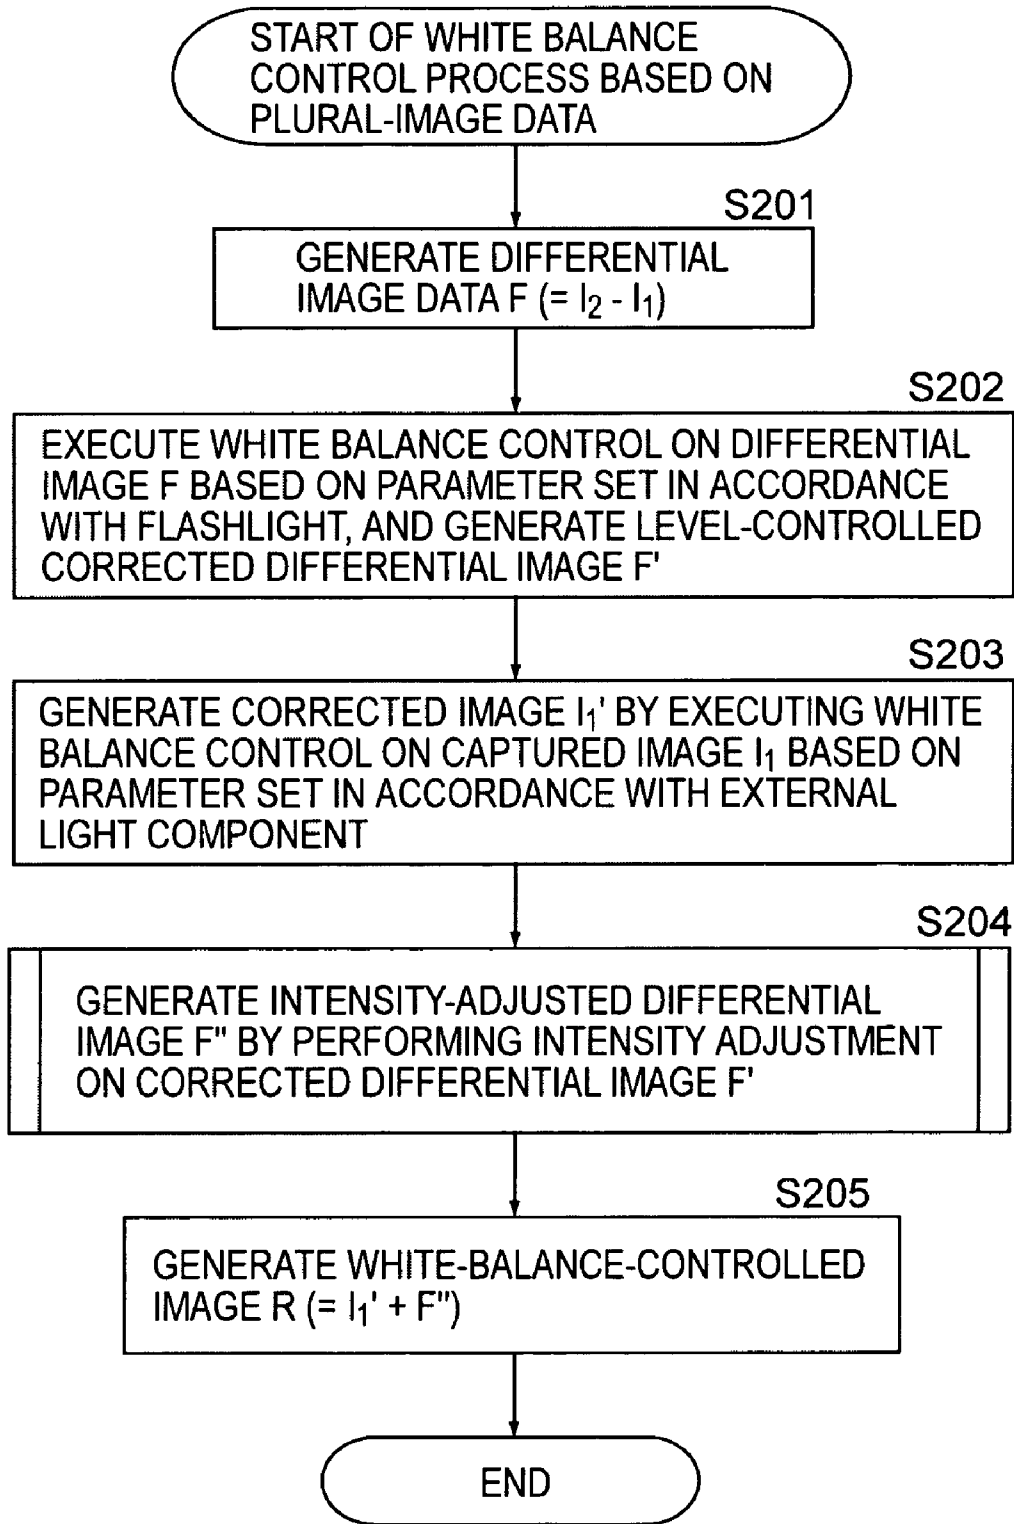 START OF WHITE BALANCE
CONTROL PROCESS BASED ON
PLURAL-IMAGE DATA
S201
GENERATE DIFFERENTIAL
IMAGE DATA F (= I₂ - I₁)
S202
EXECUTE WHITE BALANCE CONTROL ON DIFFERENTIAL
IMAGE F BASED ON PARAMETER SET IN ACCORDANCE
WITH FLASHLIGHT, AND GENERATE LEVEL-CONTROLLED
CORRECTED DIFFERENTIAL IMAGE F'
S203
GENERATE CORRECTED IMAGE I₁' BY EXECUTING WHITE
BALANCE CONTROL ON CAPTURED IMAGE I₁ BASED ON
PARAMETER SET IN ACCORDANCE WITH EXTERNAL
LIGHT COMPONENT
S204
GENERATE INTENSITY-ADJUSTED DIFFERENTIAL
IMAGE F" BY PERFORMING INTENSITY ADJUSTMENT
ON CORRECTED DIFFERENTIAL IMAGE F'
S205
GENERATE WHITE-BALANCE-CONTROLLED
IMAGE R (= I₁' + F")
END